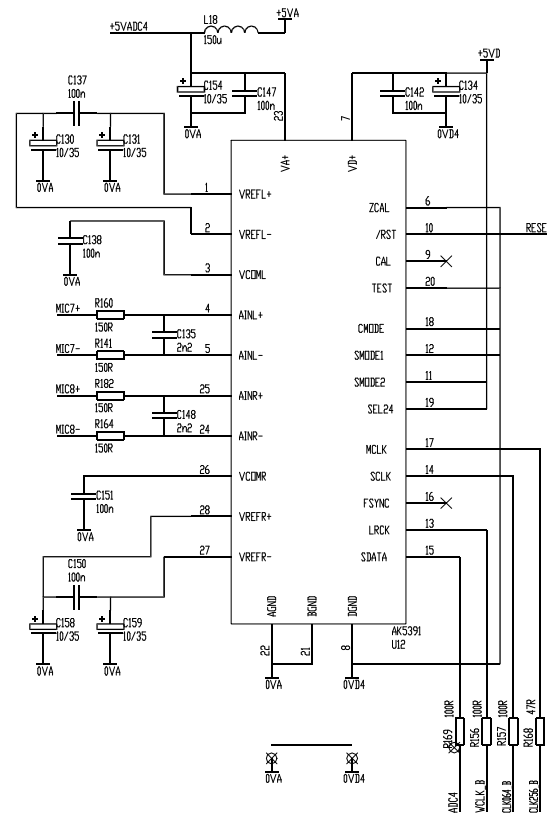 +5VADC4
L18
150u
+5VA
+5VD
C137
100n
C154
10/35
C147
100n
C142
100n
C134
10/35
C130
10/35
C131
10/35
0VA
0VD4
23
7
0VA
0VA
VA+
VD+
1
VREFL+
ZCAL
6
2
VREFL-
/RST
10
RESE
C138
100n
0VA
3
VCOML
CAL
9
TEST
20
MIC7+
R160
150R
4
AINL+
C135
2n2
CMODE
18
MIC7-
R141
150R
5
AINL-
SMODE1
12
MIC8+
R182
150R
25
AINR+
SMODE2
11
C148
2n2
SEL24
19
MIC8-
R164
150R
24
AINR-
MCLK
17
26
VCOMR
SCLK
14
C151
100n
0VA
FSYNC
16
28
VREFR+
LRCK
13
27
VREFR-
SDATA
15
C150
100n
C158
10/35
C159
10/35
0VA
0VA
AGND
BGND
DGND
22
21
8
AK5391
U12
0VA
0VD4
R169
100R
R156
100R
R157
100R
R168
47R
0VA
0VD4
ADC4
VCLK_B
CLK064_B
CLK256_B